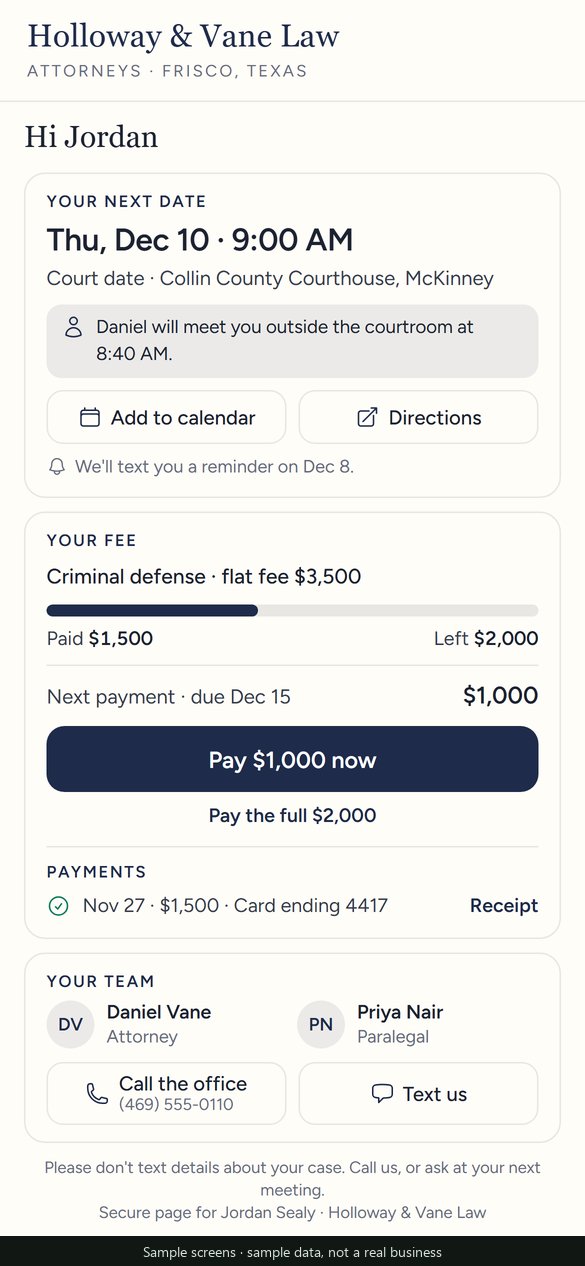 Holloway & Vane Law
ATTORNEYS · FRISCO, TEXAS
Hi Jordan
YOUR NEXT DATE
Thu, Dec 10 · 9:00 AM
Court date · Collin County Courthouse, McKinney
Daniel will meet you outside the courtroom at
8:40 AM.
Add to calendar
Directions
We'll text you a reminder on Dec 8.
YOUR FEE
Criminal defense · flat fee $3,500
Paid $1,500
Left $2,000
Next payment · due Dec 15
$1,000
Pay $1,000 now
Pay the full $2,000
PAYMENTS
Nov 27 · $1,500 · Card ending 4417
Receipt
YOUR TEAM
DV
Daniel Vane
Attorney
PN
Priya Nair
Paralegal
Call the office
(469) 555-0110
Text us
Please don't text details about your case. Call us, or ask at your next
meeting.
Secure page for Jordan Sealy · Holloway & Vane Law
Sample screens · sample data, not a real business